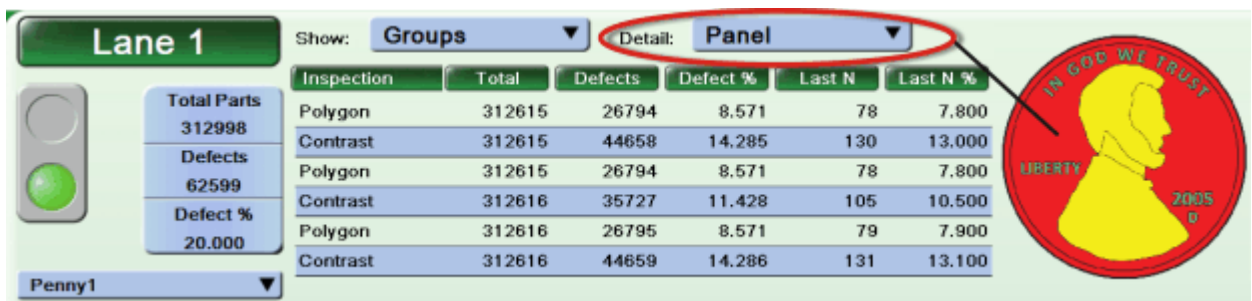 Lane 1
Show: Groups Detail: Panel
Inspection Total Defects Defect % Last N Last N %
Polygon 312615 26794 8.571 78 7.800
Contrast 312615 44658 14.285 130 13.000
Polygon 312615 26794 8.571 78 7.800
Contrast 312616 35727 11.428 105 10.500
Polygon 312616 26795 8.571 79 7.900
Contrast 312616 44659 14.286 131 13.100
Total Parts
312998
Defects
62599
Defect %
20.000
Penny1
IN GOD WE TRUST
LIBERTY
2005
D